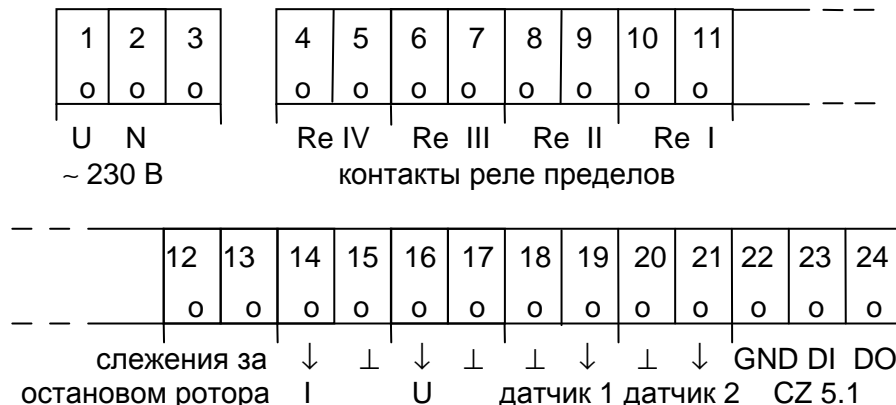 1 2 3 4 5 6 7 8 9 10 11
o o o o o o o o o o o
U N Re IV Re III Re II Re I
~ 230 В контакты реле пределов
12 13 14 15 16 17 18 19 20 21 22 23 24
o o o o o o o o o o o o o
слежения за ↓ ⊥ ↓ ⊥ ⊥ ↓ ⊥ ↓ GND DI DO
остановом ротора I U датчик 1 датчик 2 CZ 5.1